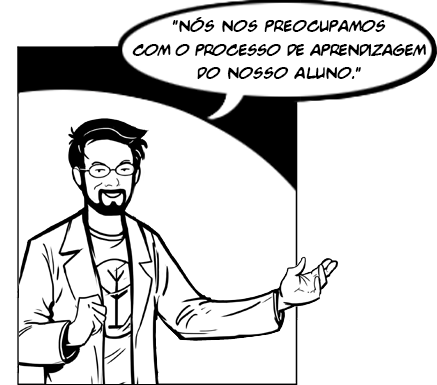 "NÓS NOS PREOCUPAMOS
COM O PROCESSO DE APRENDIZAGEM
DO NOSSO ALUNO."